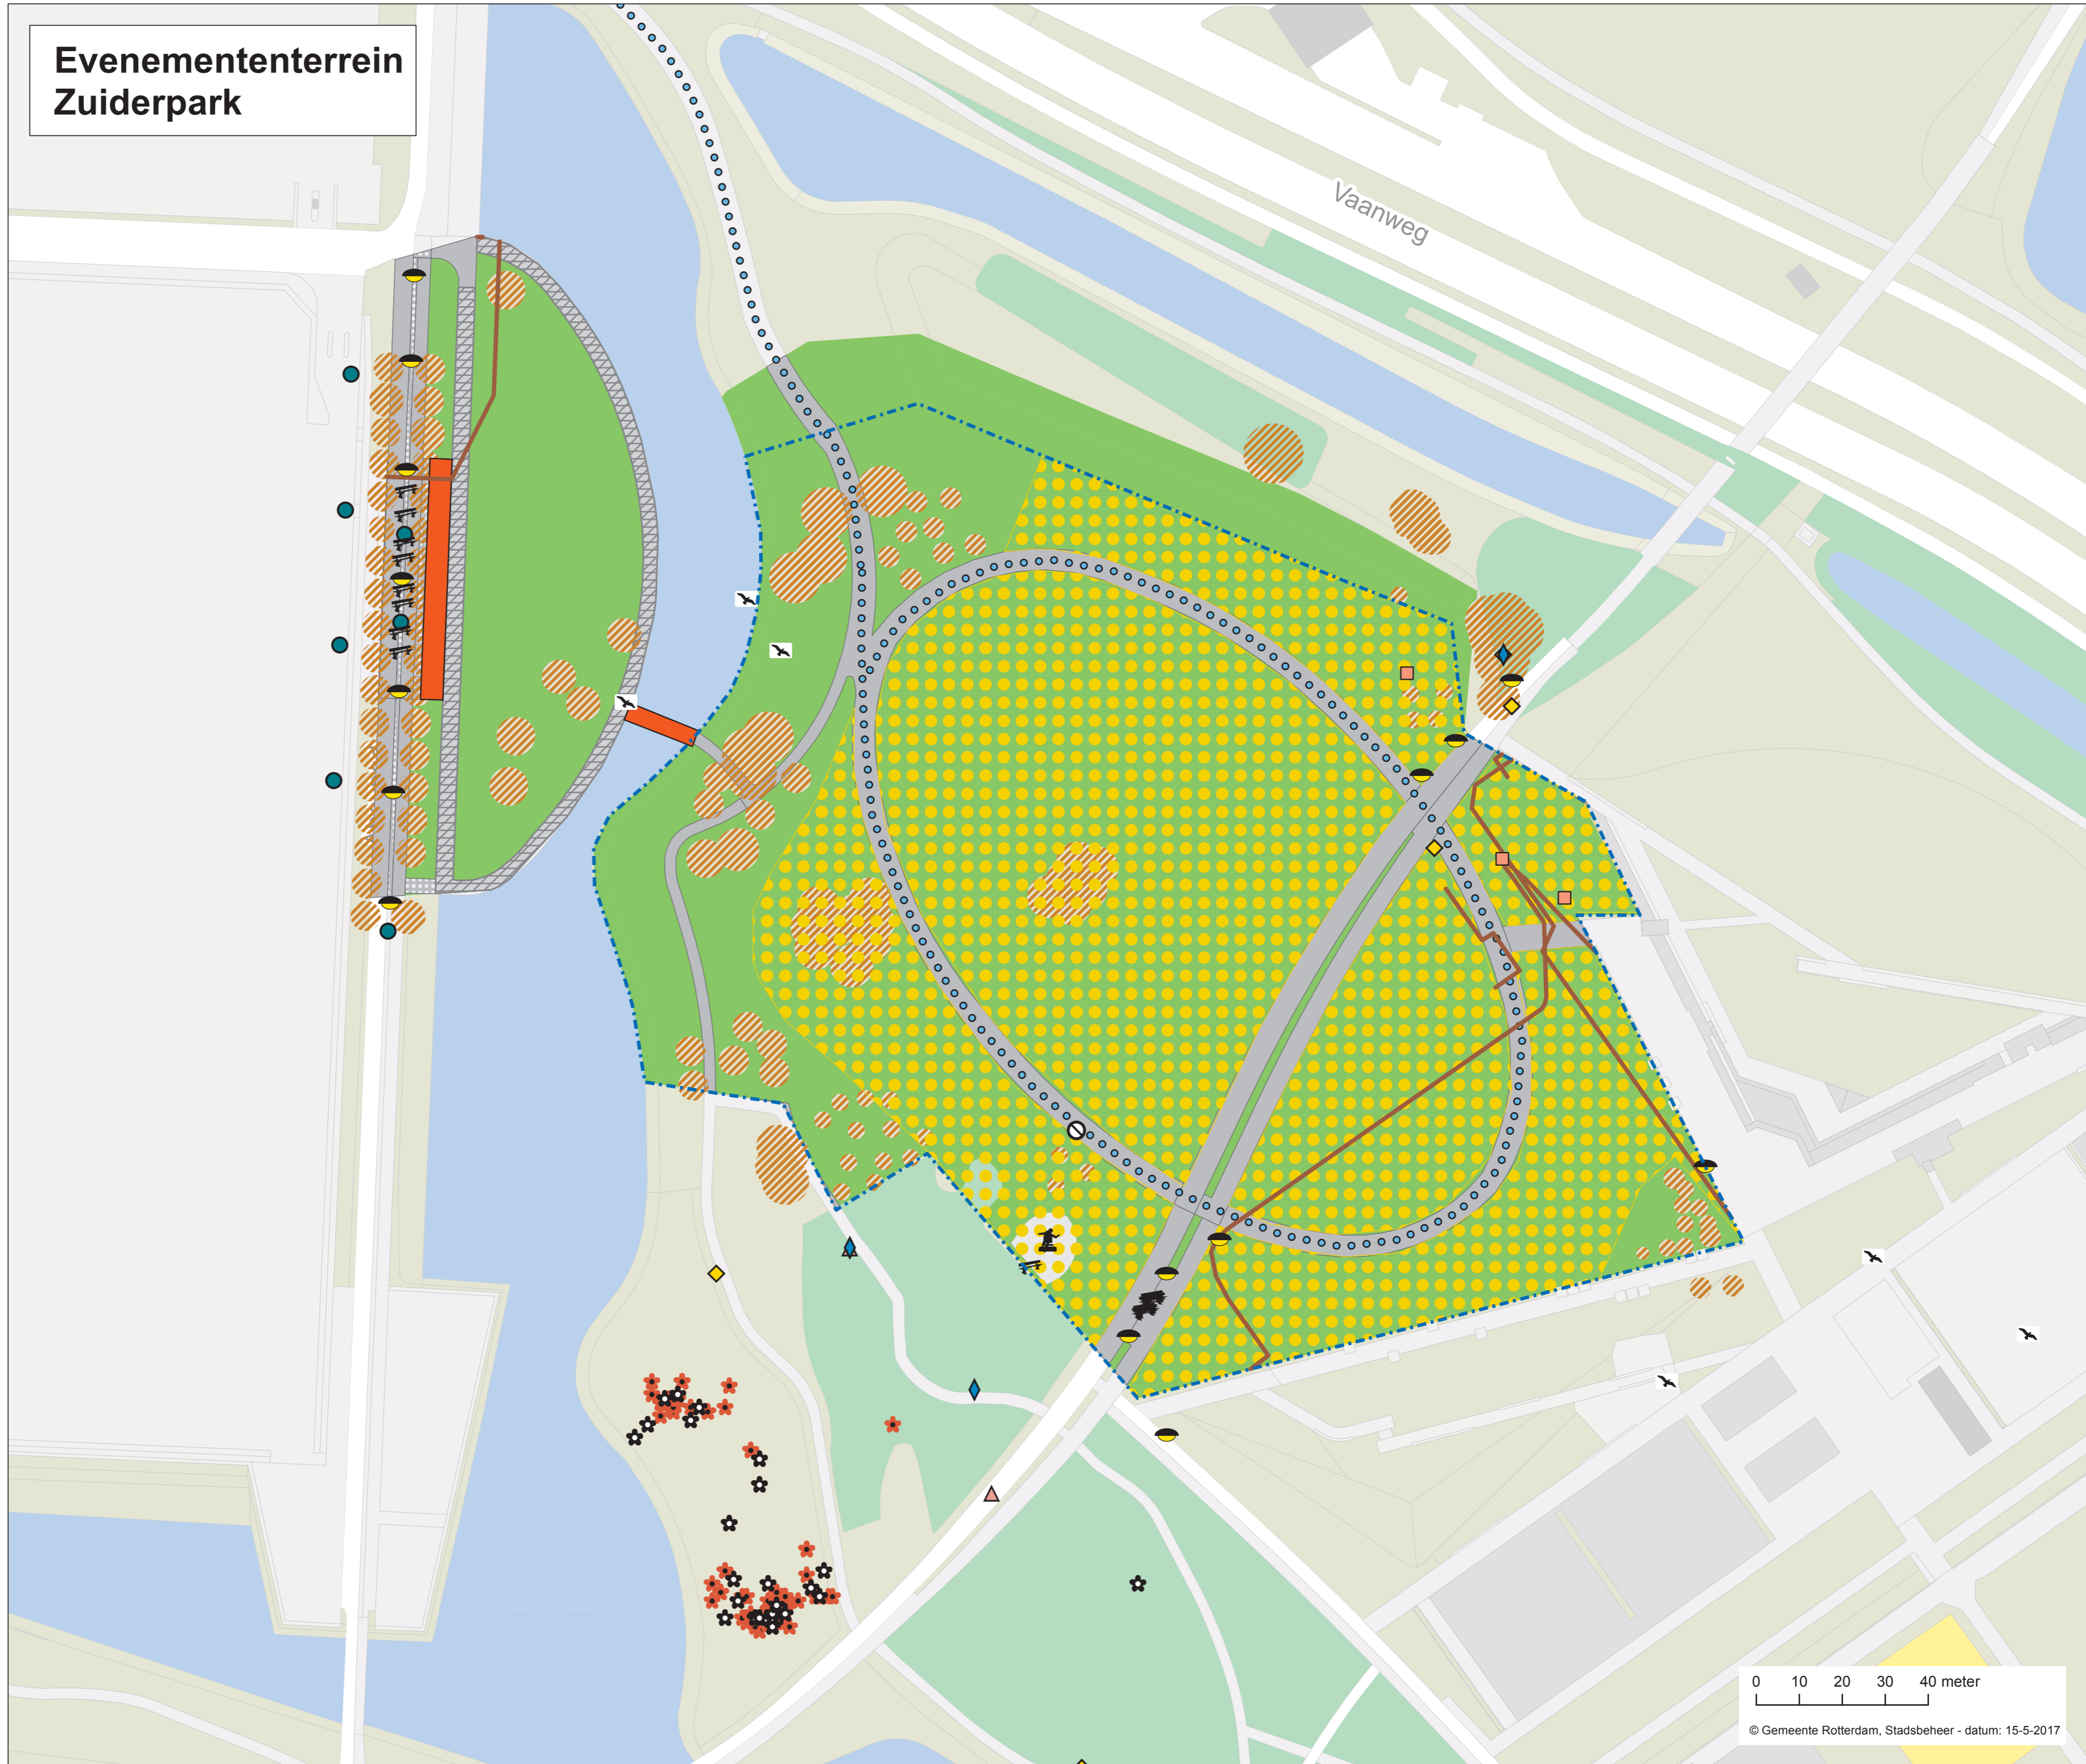 Evenemententerrein
Zuiderpark
Vaanweg
0 10 20 30 40 meter
© Gemeente Rotterdam, Stadsbeheer - datum: 15-5-2017